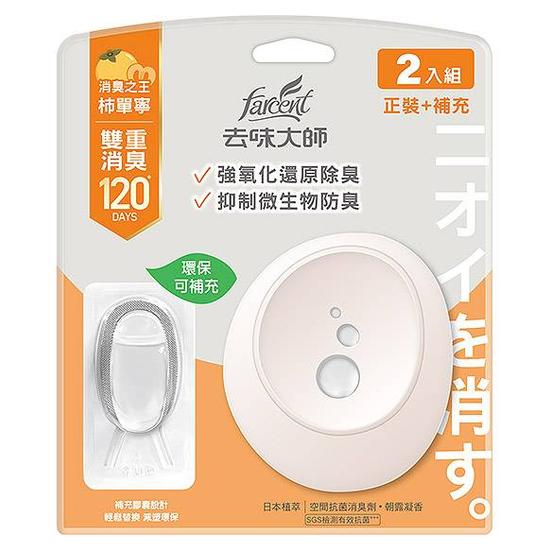 消臭之王
柿單寧
雙重
消臭
120*
DAYS
farcent
去味大師
強氧化還原除臭
抑制微生物防臭
2入組
正裝+補充
ニオイを消す。
環保
可補充
補充膠囊設計
輕鬆替換 減塑環保
日本植萃 | 空間抗菌消臭劑・朝露凝香
SGS檢測有效抗菌***